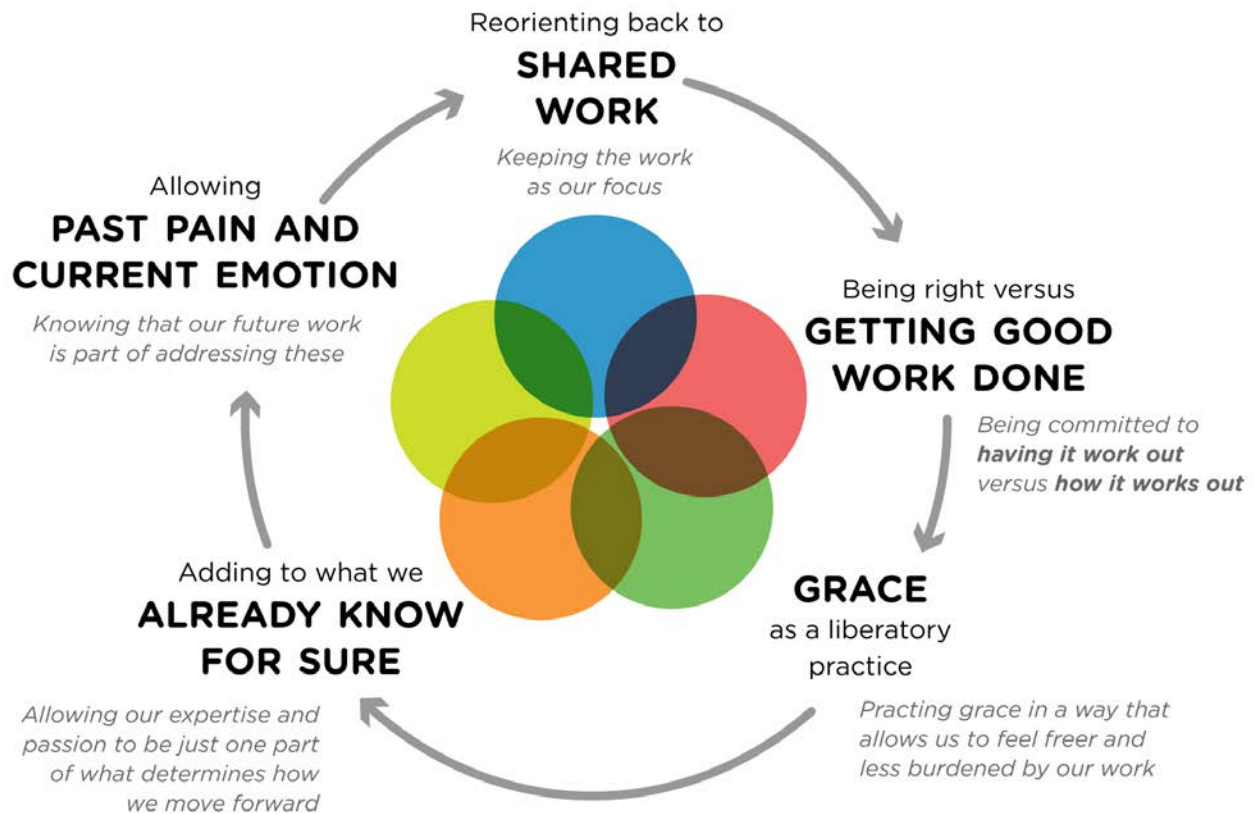 Reorienting back to
SHARED
WORK
Keeping the work
as our focus
Being right versus
GETTING GOOD
WORK DONE
Being committed to
having it work out
versus how it works out
GRACE
as a liberatory
practice
Practing grace in a way that
allows us to feel freer and
less burdened by our work
Adding to what we
ALREADY KNOW
FOR SURE
Allowing our expertise and
passion to be just one part
of what determines how
we move forward
Allowing
PAST PAIN AND
CURRENT EMOTION
Knowing that our future work
is part of addressing these